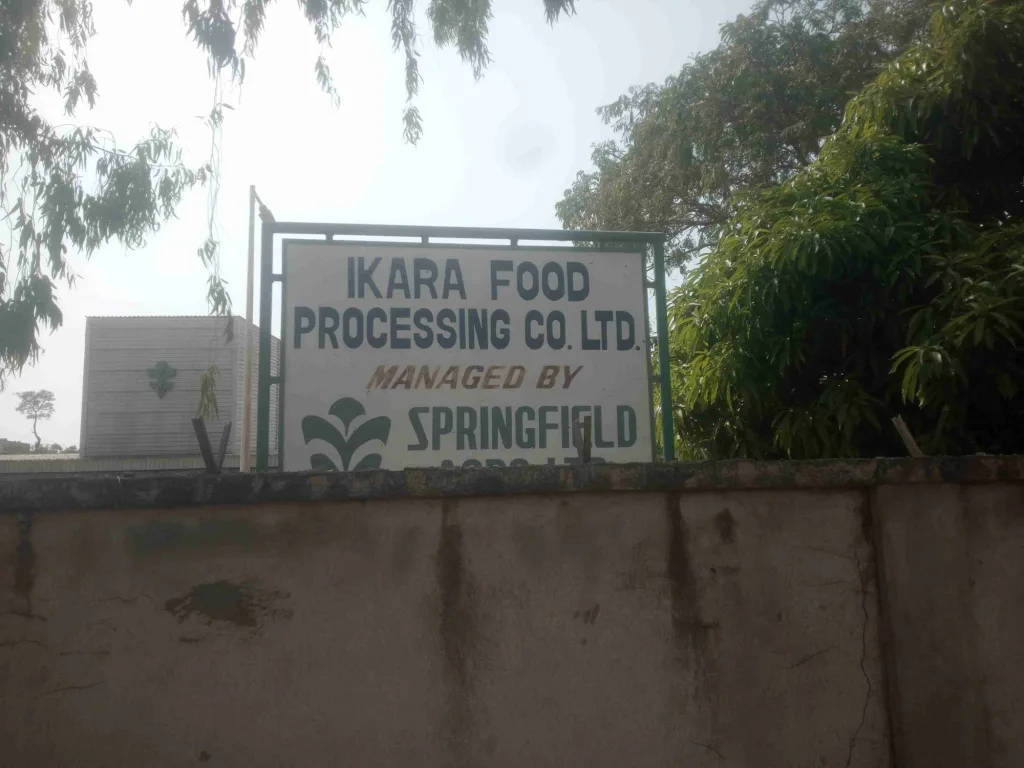 IKARA FOOD
PROCESSING CO. LTD.
MANAGED BY
SPRINGFIELD